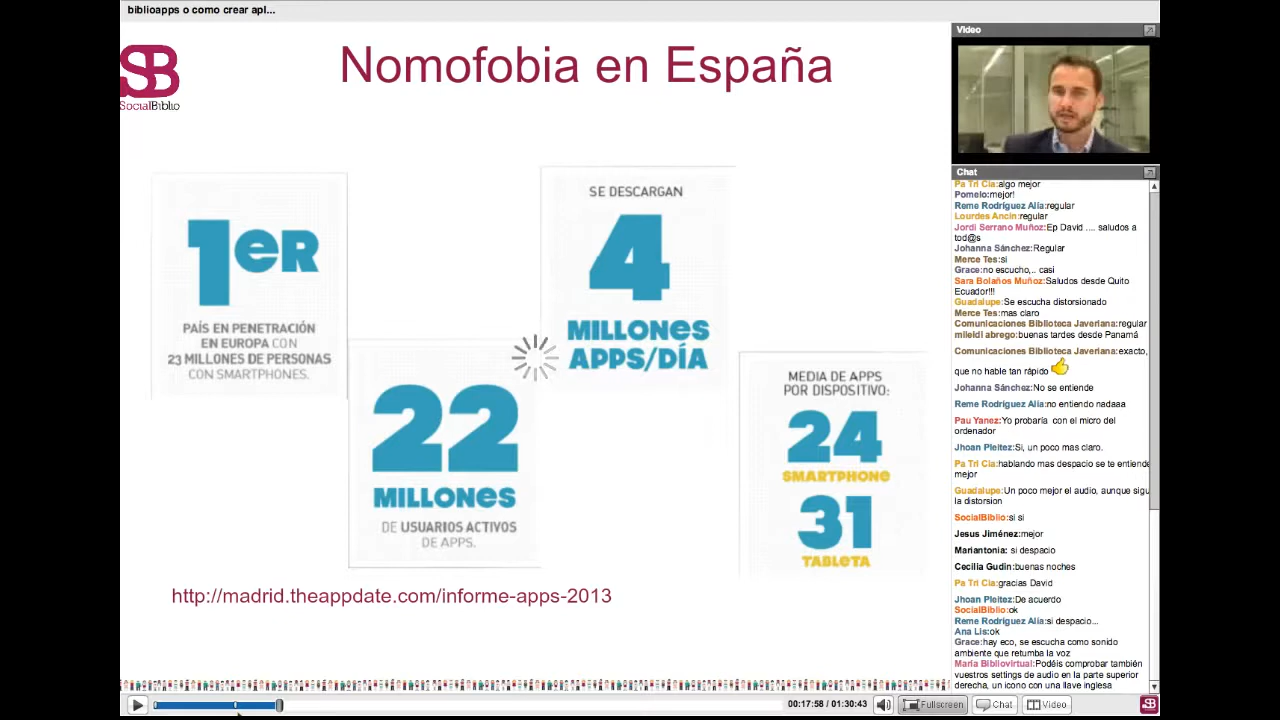 biblioapps o como crear apl...
Nomofobia en España
SB
SocialBiblio
1er
PAÍS EN PENETRACIÓN
EN EUROPA CON
23 MILLONES DE PERSONAS
CON SMARTPHONES.
22
MILLONES
DE USUARIOS ACTIVOS
DE APPS.
SE DESCARGAN
4
MILLONES
APPS/DÍA
MEDIA DE APPS
POR DISPOSITIVO:
24
SMARTPHONE
31
TABLETA
http://madrid.theappdate.com/informe-apps-2013
Video
Chat
Pa Tri Cia:algo mejor
Pomelo:mejor!
Reme Rodríguez Alía:regular
Lourdes Ancin:regular
Jordi Serrano Muñoz:Ep David .... saludos a
tod@s
Johanna Sánchez:Regular
Merce Tes:si
Grace:no escucho,.. casi
Sara Bolaños Muñoz:Saludos desde Quito
Ecuador!!!
Guadalupe:Se escucha distorsionado
Merce Tes:mas claro
Comunicaciones Biblioteca Javeriana:regular
mileidi abrego:buenas tardes desde Panamá
Comunicaciones Biblioteca Javeriana:exacto,
que no hable tan rápido
Johanna Sánchez:No se entiende
Reme Rodríguez Alía:no entiendo nadaaa
Pau Yanez:Yo probaría con el micro del
ordenador
Jhoan Pleitez:Si, un poco mas claro.
Pa Tri Cia:hablando mas despacio se te entiende
mejor
Guadalupe:Un poco mejor el audio, aunque sigu
la distorsion
SocialBiblio:si si
Jesus Jiménez:mejor
Mariantonia: si despacio
Cecilia Gudin:buenas noches
Pa Tri Cia:gracias David
Jhoan Pleitez:De acuerdo
SocialBiblio:ok
Reme Rodríguez Alía:si despacio...
Ana Lis:ok
Grace:hay eco, se escucha como sonido
ambiente que retumba la voz
María Bibliovirtual:Podéis comprobar también
vuestros settings de audio en la parte superior
derecha, un icono con una llave inglesa
00:17:58 / 01:30:43
Fullscreen
Chat
Video
SB